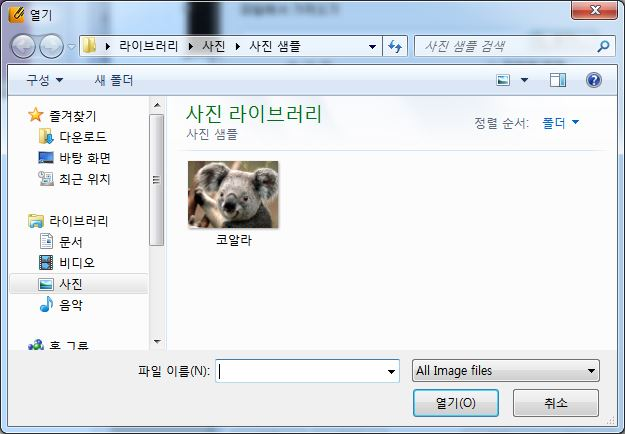 열기
라이브러리 ▸ 사진 ▸ 사진 샘플
사진 샘플 검색
구성
새 폴더
즐겨찾기
다운로드
바탕 화면
최근 위치
라이브러리
문서
비디오
사진
음악
홈 그룹
사진 라이브러리
사진 샘플
정렬 순서: 폴더
코알라
파일 이름(N):
All Image files
열기(O)
취소